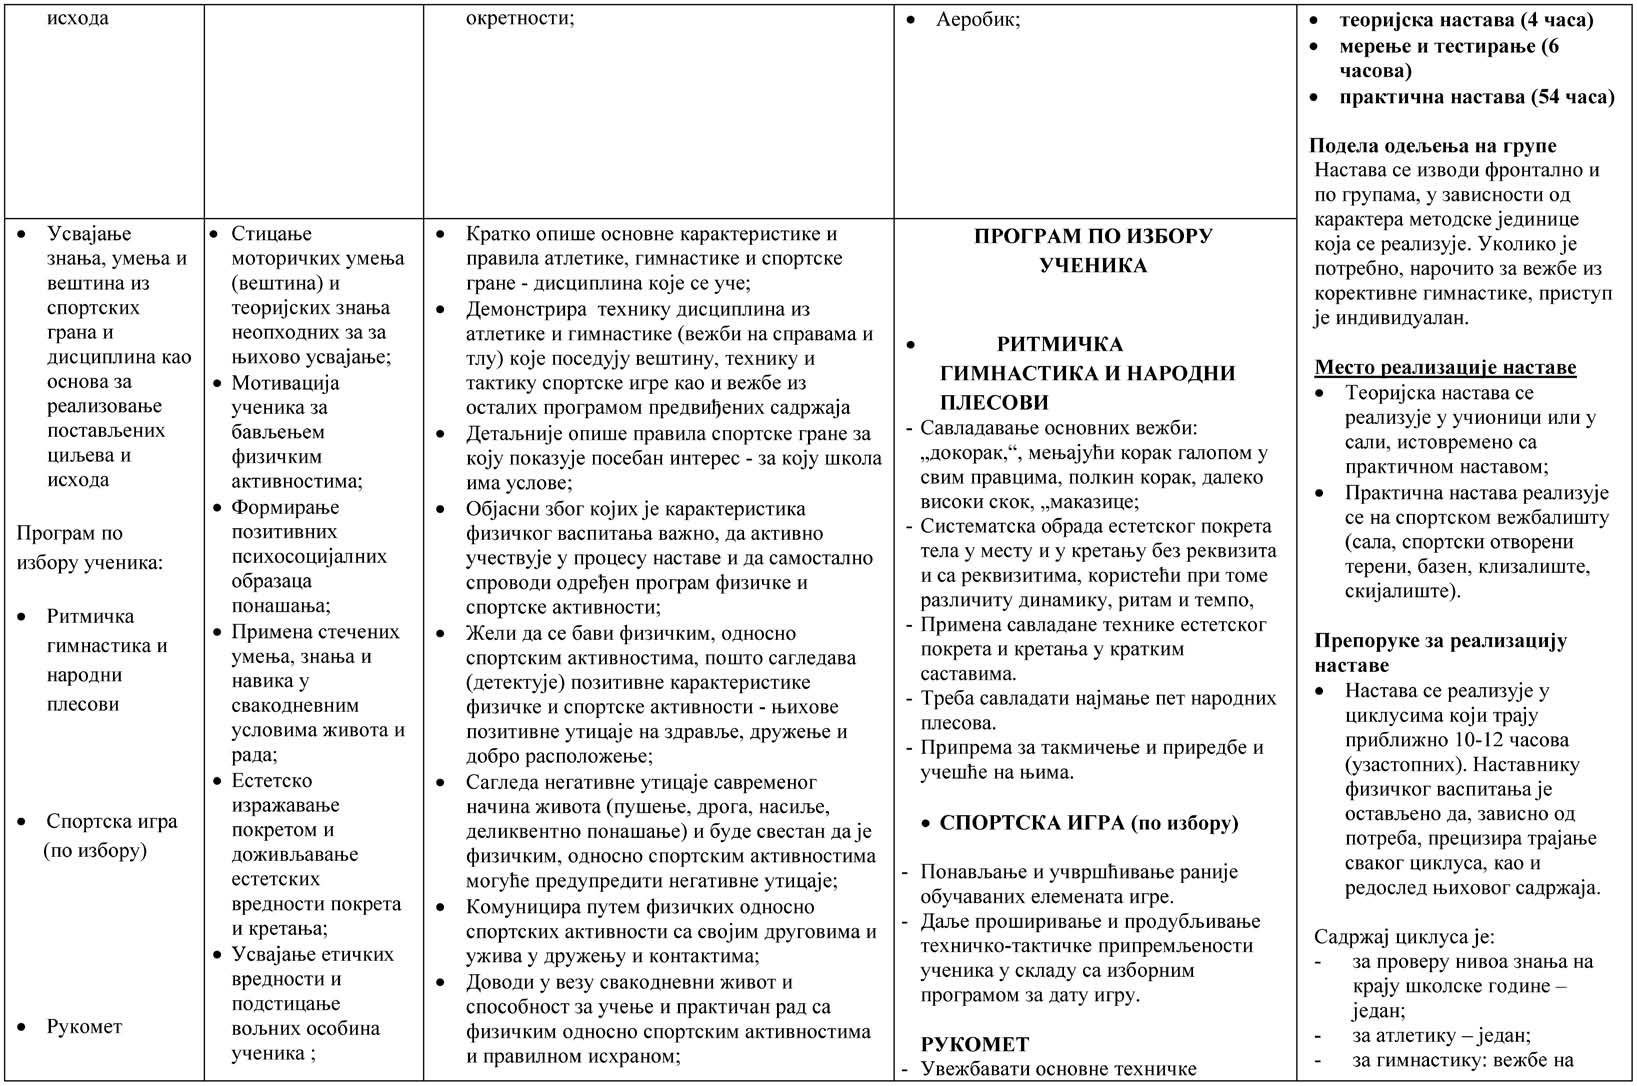 исхода
окретности;
• Аеробик;
• теоријска настава (4 часа)
• мерење и тестирање (6
часова)
• практична настава (54 часа)
Подела одељења на групе
Настава се изводи фронтално и
по групама, у зависности од
карактера методске јединице
која се реализује. Уколико је
потребно, нарочито за вежбе из
корективне гимнастике, приступ
је индивидуалан.
Место реализације наставе
• Теоријска настава се
реализује у учионици или у
сали, истовремено са
практичном наставом;
• Практична настава реализује
се на спортском вежбалишту
(сала, спортски отворени
терени, базен, клизалиште,
скијалиште).
Препоруке за реализацију
наставе
• Настава се реализује у
циклусима који трају
приближно 10-12 часова
(узастопних). Наставнику
физичког васпитања је
остављено да, зависно од
потреба, прецизира трајање
сваког циклуса, као и
редослед њиховог садржаја.
Садржај циклуса је:
- за проверу нивоа знања на
крају школске године –
један;
- за атлетику – један;
- за гимнастику: вежбе на
• Усвајање
знања, умења и
вештина из
спортских
грана и
дисциплина као
основа за
реализовање
постављених
циљева и
исхода
Програм по
избору ученика:
• Ритмичка
гимнастика и
народни
плесови
• Спортска игра
(по избору)
• Рукомет
• Стицање
моторичких умења
(вештина) и
теоријских знања
неопходних за за
њихово усвајање;
• Мотивација
ученика за
бављењем
физичким
активностима;
• Формирање
позитивних
психосоцијалних
образаца
понашања;
• Примена стечених
умења, знања и
навика у
свакодневним
условима живота и
рада;
• Естетско
изражавање
покретом и
доживљавање
естетских
вредности покрета
и кретања;
• Усвајање етичких
вредности и
подстицање
вољних особина
ученика ;
• Кратко опише основне карактеристике и
правила атлетике, гимнастике и спортске
гране - дисциплина које се уче;
• Демонстрира технику дисциплина из
атлетике и гимнастике (вежби на справама и
тлу) које поседују вештину, технику и
тактику спортске игре као и вежбе из
осталих програмом предвиђених садржаја
• Детаљније опише правила спортске гране за
коју показује посебан интерес - за коју школа
има услове;
• Објасни због којих је карактеристика
физичког васпитања важно, да активно
учествује у процесу наставе и да самостално
спроводи одређен програм физичке и
спортске активности;
• Жели да се бави физичким, односно
спортским активностима, пошто сагледава
(детектује) позитивне карактеристике
физичке и спортске активности - њихове
позитивне утицаје на здравље, дружење и
добро расположење;
• Сагледа негативне утицаје савременог
начина живота (пушење, дрога, насиље,
деликвентно понашање) и буде свестан да је
физичким, односно спортским активностима
могуће предупредити негативне утицаје;
• Комуницира путем физичких односно
спортских активности са својим друговима и
ужива у дружењу и контактима;
• Доводи у везу свакодневни живот и
способност за учење и практичан рад са
физичким односно спортским активностима
и правилном исхраном;
ПРОГРАМ ПО ИЗБОРУ
УЧЕНИКА
• РИТМИЧКА
ГИМНАСТИКА И НАРОДНИ
ПЛЕСОВИ
- Савладавање основних вежби:
„докорак,“, мењајући корак галопом у
свим правцима, полкин корак, далеко
високи скок, „маказице;
- Систематска обрада естетског покрета
тела у месту и у кретању без реквизита
и са реквизитима, користећи при томе
различиту динамику, ритам и темпо,
- Примена савладане технике естетског
покрета и кретања у кратким
саставима.
- Треба савладати најмање пет народних
плесова.
- Припрема за такмичење и приредбе и
учешће на њима.
• СПОРТСКА ИГРА (по избору)
- Понављање и учвршћивање раније
обучаваних елемената игре.
- Даље проширивање и продубљивање
техничко-тактичке припремљености
ученика у складу са изборним
програмом за дату игру.
РУКОМЕТ
- Увежбавати основне техничке